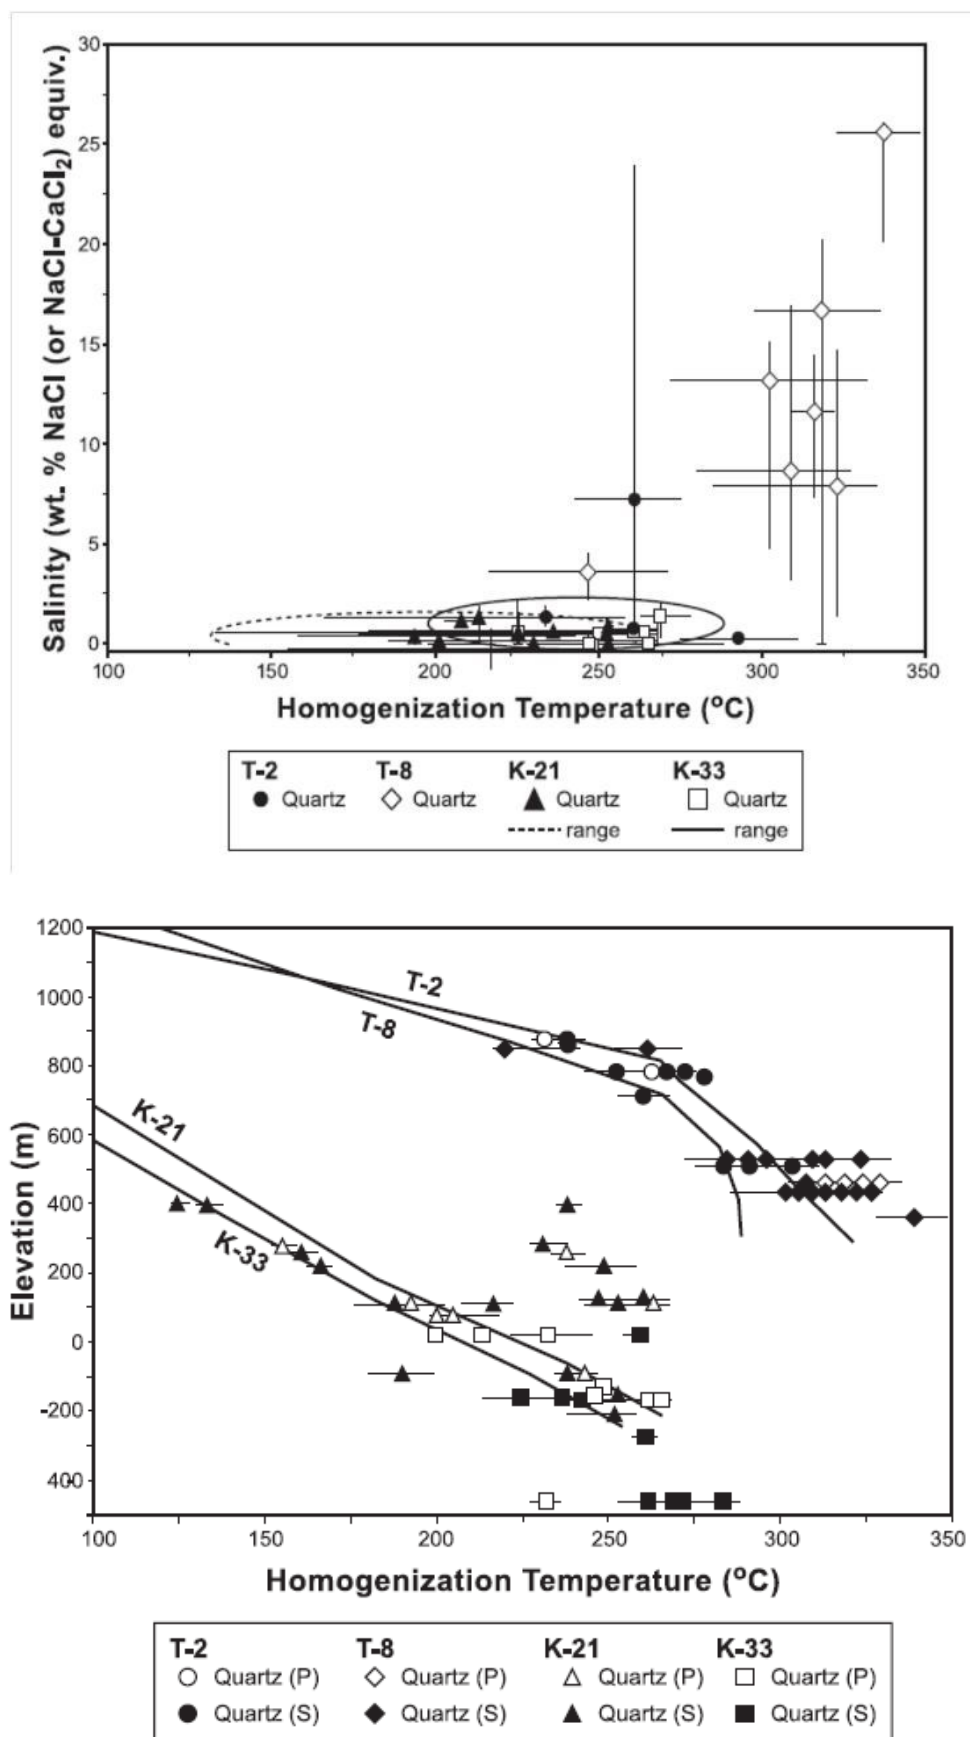 Salinity (wt. % NaCl (or NaCl-CaCl₂) equiv.)
30
25
20
15
10
5
0
100 150 200 250 300 350
Homogenization Temperature (°C)
T-2 T-8 K-21 K-33
Quartz Quartz Quartz Quartz
range range
Elevation (m)
1200
1000
800
600
400
200
0
-200
400
T-2
T-8
K-21
K-33
100 150 200 250 300 350
Homogenization Temperature (°C)
T-2 T-8 K-21 K-33
Quartz (P) Quartz (P) Quartz (P) Quartz (P)
Quartz (S) Quartz (S) Quartz (S) Quartz (S)